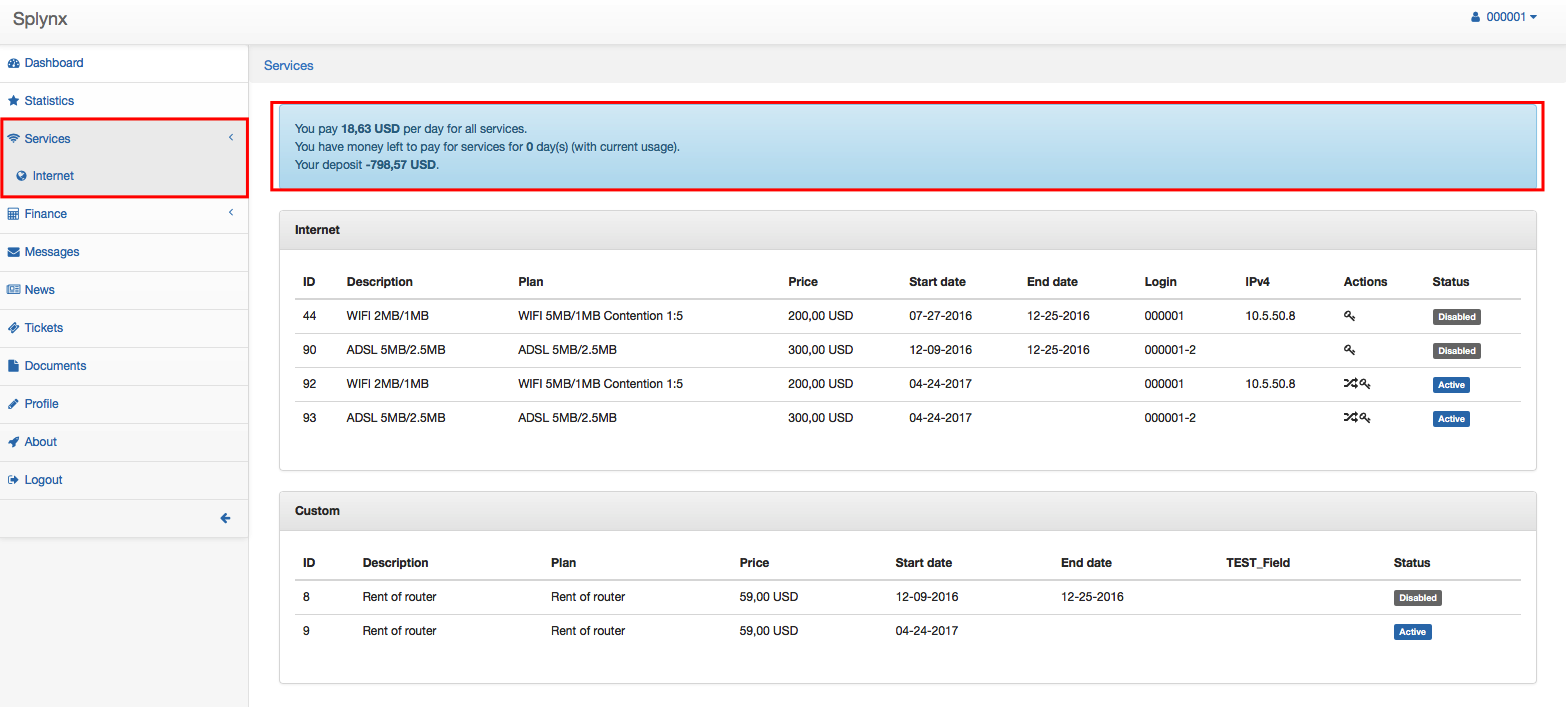 Splynx
000001
Dashboard
Statistics
Services
Internet
Finance
Messages
News
Tickets
Documents
Profile
About
Logout
Services
You pay 18,63 USD per day for all services.
You have money left to pay for services for 0 day(s) (with current usage).
Your deposit -798,57 USD.
Internet
ID Description Plan Price Start date End date Login IPv4 Actions Status
44 WIFI 2MB/1MB WIFI 5MB/1MB Contention 1:5 200,00 USD 07-27-2016 12-25-2016 000001 10.5.50.8 Disabled
90 ADSL 5MB/2.5MB ADSL 5MB/2.5MB 300,00 USD 12-09-2016 12-25-2016 000001-2 Disabled
92 WIFI 2MB/1MB WIFI 5MB/1MB Contention 1:5 200,00 USD 04-24-2017 000001 10.5.50.8 Active
93 ADSL 5MB/2.5MB ADSL 5MB/2.5MB 300,00 USD 04-24-2017 000001-2 Active
Custom
ID Description Plan Price Start date End date TEST_Field Status
8 Rent of router Rent of router 59,00 USD 12-09-2016 12-25-2016 Disabled
9 Rent of router Rent of router 59,00 USD 04-24-2017 Active